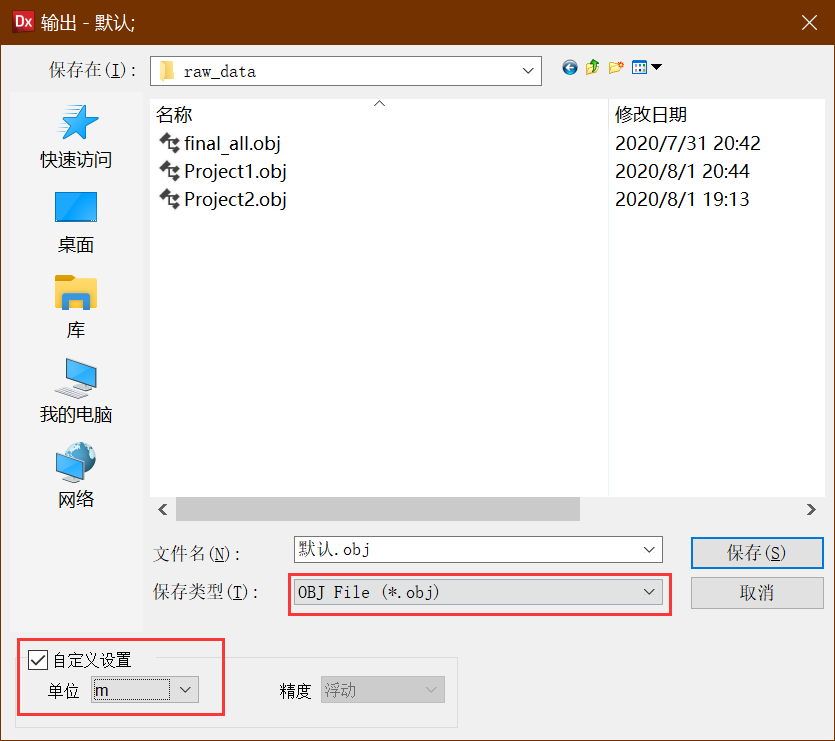 Dx 输出 - 默认;
保存在(I):
raw_data
快速访问
桌面
库
我的电脑
网络
名称 修改日期
final_all.obj 2020/7/31 20:42
Project1.obj 2020/8/1 20:44
Project2.obj 2020/8/1 19:13
文件名(N): 默认.obj 保存(S)
保存类型(T): OBJ File (*.obj) 取消
自定义设置
单位 m 精度 浮动